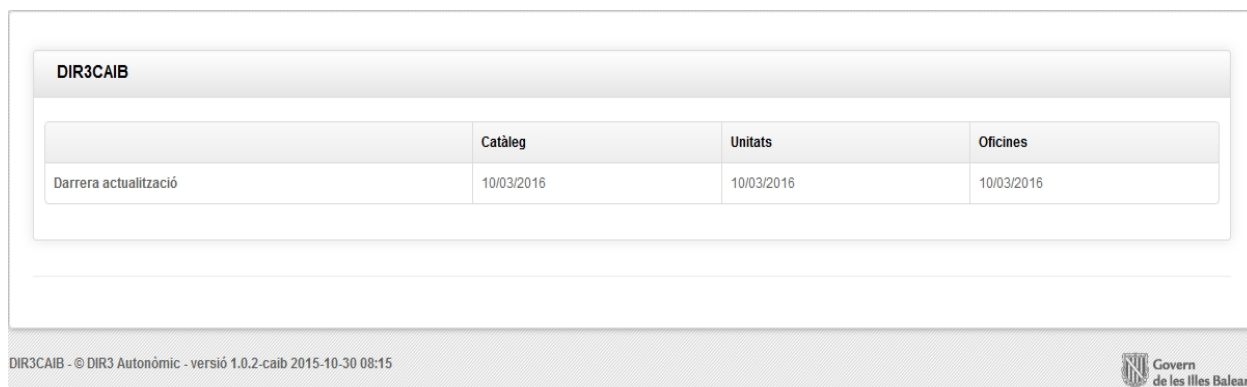 DIR3CAIB
Catàleg Unitats Oficines
Darrera actualització 10/03/2016 10/03/2016 10/03/2016
DIR3CAIB - © DIR3 Autonòmic - versió 1.0.2-caib 2015-10-30 08:15
Govern
de les Illes Balear